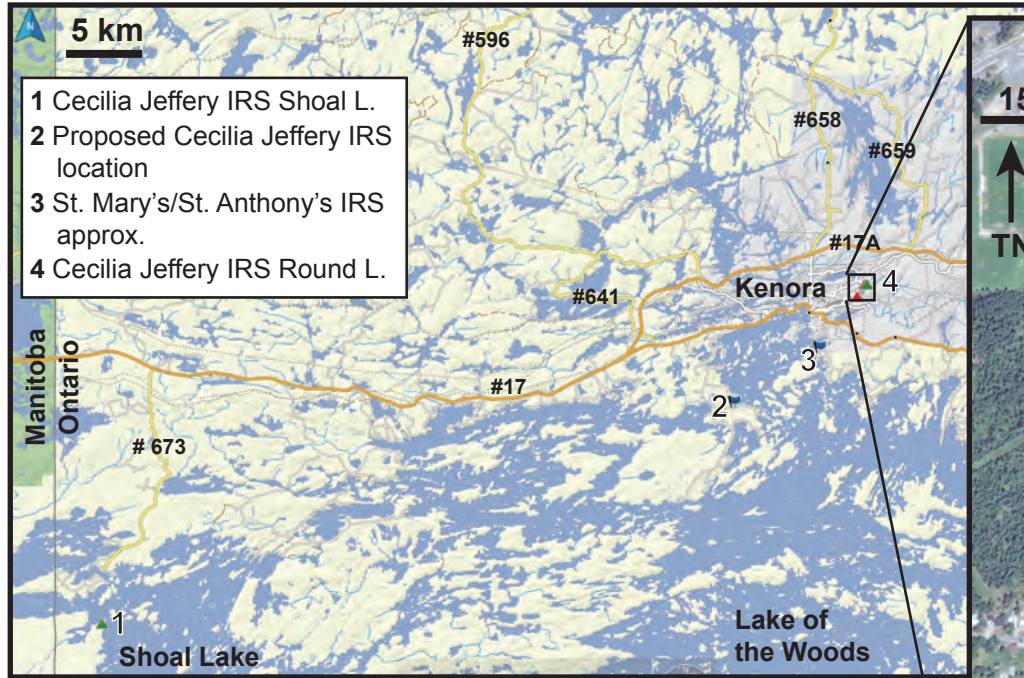 N
5 km
#596
1 Cecilia Jeffery IRS Shoal L.
2 Proposed Cecilia Jeffery IRS
location
3 St. Mary's/St. Anthony's IRS
approx.
4 Cecilia Jeffery IRS Round L.
#658
#659
#17A
#641
Kenora
4
3
2
#17
Manitoba
Ontario
# 673
1
Shoal Lake
Lake of
the Woods
15
TN